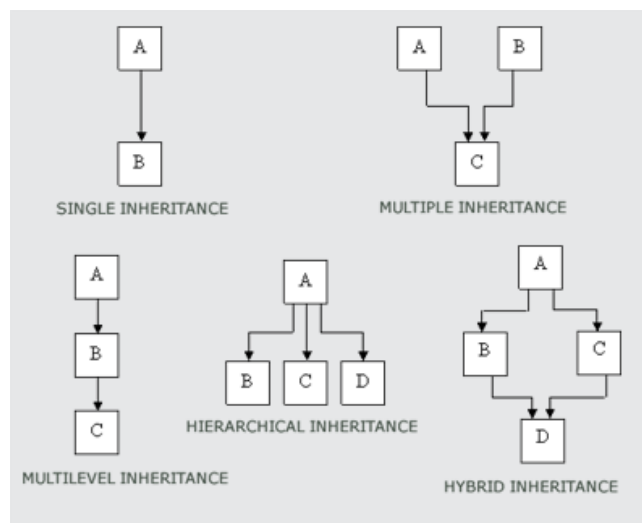 A
B
SINGLE INHERITANCE
A B
C
MULTIPLE INHERITANCE
A
B
C
MULTILEVEL INHERITANCE
A
B C D
HIERARCHICAL INHERITANCE
A
B C
D
HYBRID INHERITANCE